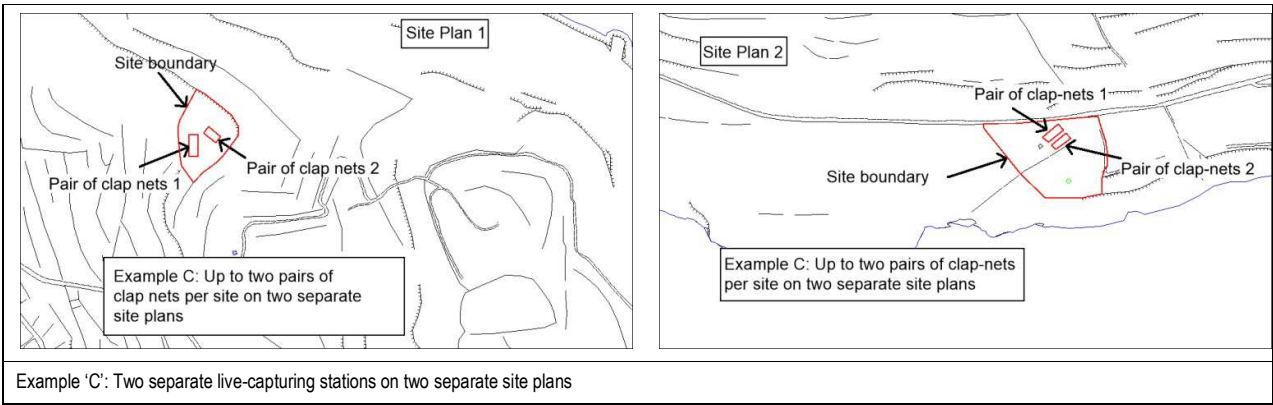 Site Plan 1
Site boundary
Pair of clap nets 1
Pair of clap nets 2
Example C: Up to two pairs of
clap nets per site on two separate
site plans
Site Plan 2
Pair of clap-nets 1
Pair of clap-nets 2
Site boundary
Example C: Up to two pairs of clap-nets
per site on two separate site plans
Example ‘C’: Two separate live-capturing stations on two separate site plans